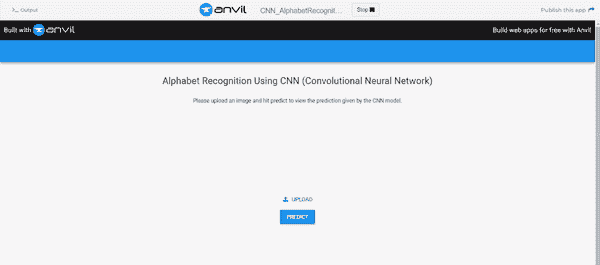 >_ Output
anvil
CNN_AlphabetRecognit...
Stop
Publish this app
Built with anvil
Build web apps for free with Anvil
Alphabet Recognition Using CNN (Convolutional Neural Network)
Please upload an image and hit predict to view the prediction given by the CNN model.
UPLOAD
PREDICT